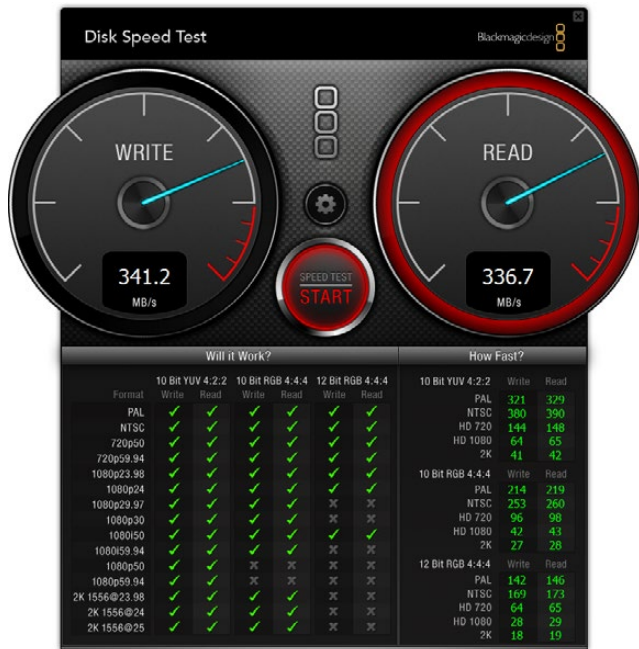 Disk Speed Test
Blackmagicdesign
WRITE
READ
341.2
MB/s
SPEED TEST
START
336.7
MB/s
Will it Work?
How Fast?
10 Bit YUV 4:2:2 10 Bit RGB 4:4:4 12 Bit RGB 4:4:4
Format Write Read Write Read Write Read
PAL ✓ ✓ ✓ ✓ ✓ ✓
NTSC ✓ ✓ ✓ ✓ ✓ ✓
720p50 ✓ ✓ ✓ ✓ ✓ ✓
720p59.94 ✓ ✓ ✓ ✓ ✓ ✓
1080p23.98 ✓ ✓ ✓ ✓ ✓ ✓
1080p24 ✓ ✓ ✓ ✓ ✓ ✓
1080p29.97 ✓ ✓ ✓ ✓ x x
1080p30 ✓ ✓ ✓ ✓ x x
1080i50 ✓ ✓ ✓ ✓ ✓ ✓
1080i59.94 ✓ ✓ ✓ ✓ x x
1080p50 ✓ ✓ x x x x
1080p59.94 ✓ ✓ x x x x
2K 1556@23.98 ✓ ✓ ✓ ✓ x x
2K 1556@24 ✓ ✓ ✓ ✓ x x
2K 1556@25 ✓ ✓ ✓ ✓ x x
10 Bit YUV 4:2:2 Write Read
PAL 321 329
NTSC 380 390
HD 720 144 148
HD 1080 64 65
2K 41 42
10 Bit RGB 4:4:4 Write Read
PAL 214 219
NTSC 253 260
HD 720 96 98
HD 1080 42 43
2K 27 28
12 Bit RGB 4:4:4 Write Read
PAL 142 146
NTSC 169 173
HD 720 64 65
HD 1080 28 29
2K 18 19